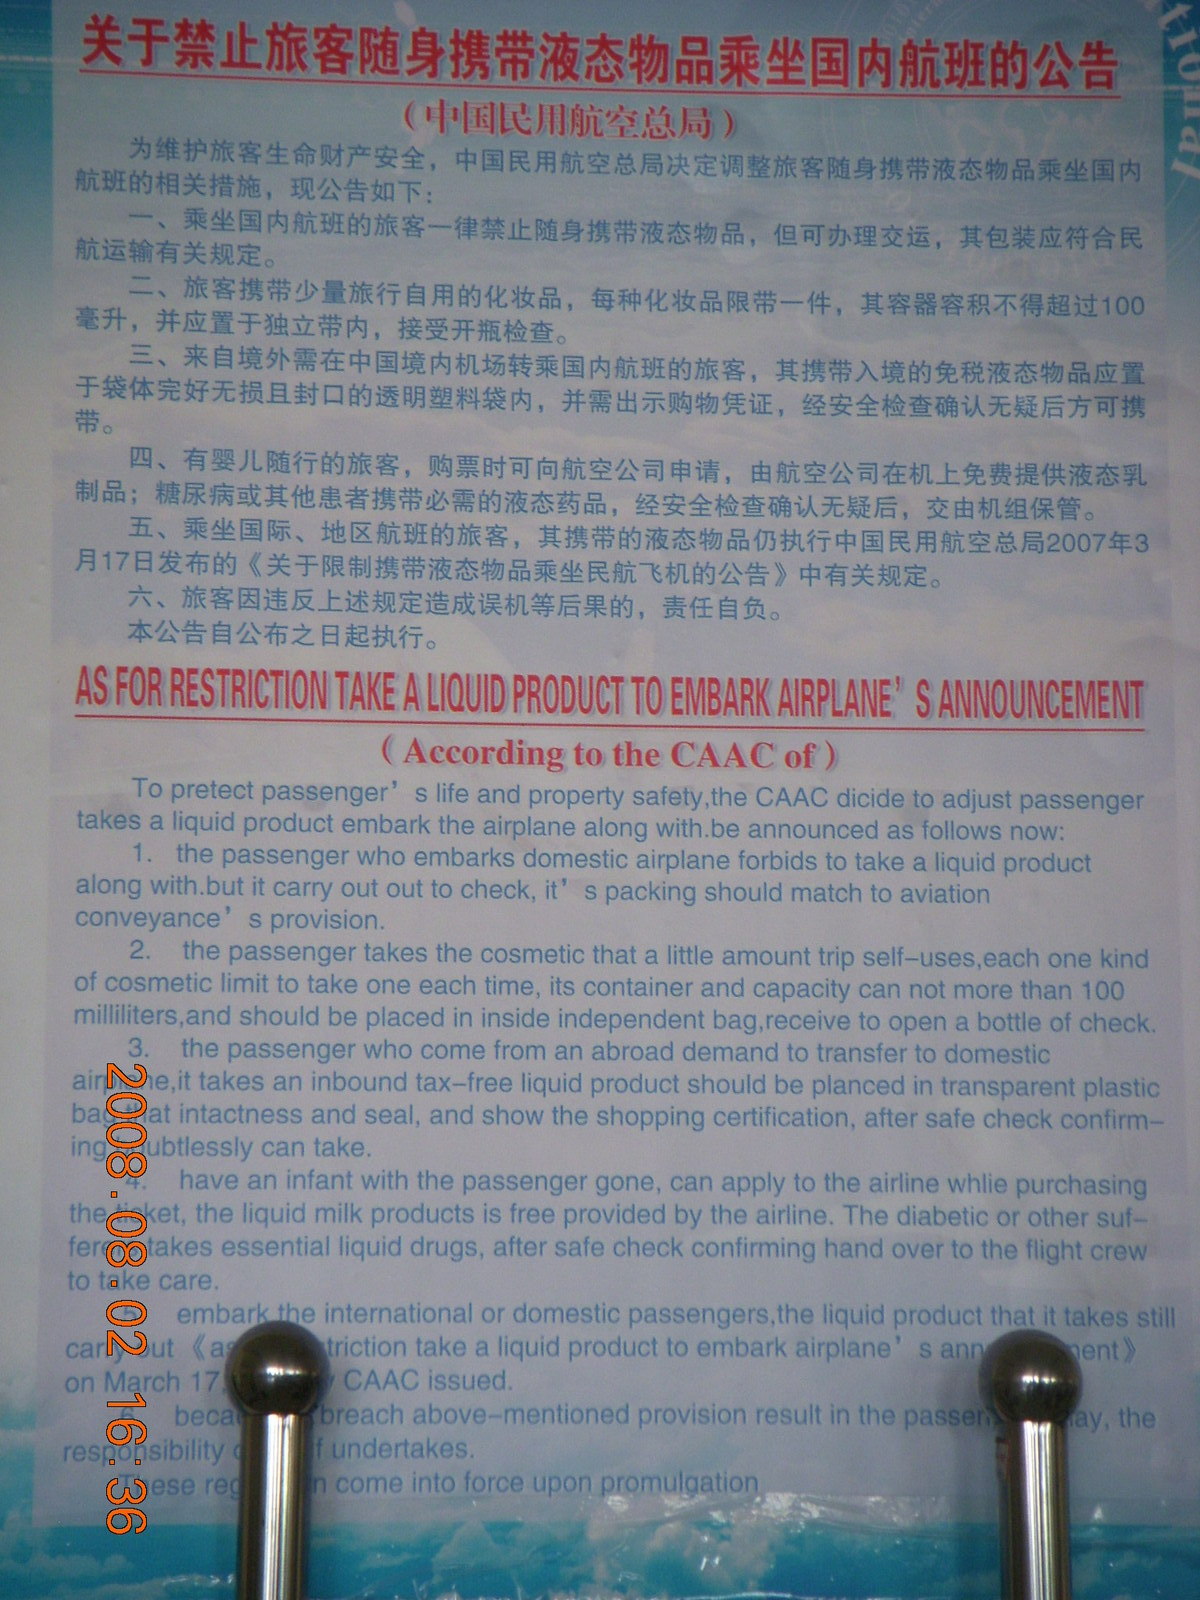 关于禁止旅客随身携带液态物品乘坐国内航班的公告
（中国民用航空总局）
为维护旅客生命财产安全，中国民用航空总局决定调整旅客随身携带液态物品乘坐国内
航班的相关措施，现公告如下：
一、乘坐国内航班的旅客一律禁止随身携带液态物品，但可办理交运，其包装应符合民
航运输有关规定。
二、旅客携带少量旅行自用的化妆品，每种化妆品限带一件，其容器容积不得超过100
毫升，并应置于独立带内，接受开瓶检查。
三、来自境外需在中国境内机场转乘国内航班的旅客，其携带入境的免税液态物品应置
于袋体完好无损且封口的透明塑料袋内，并需出示购物凭证，经安全检查确认无疑后方可携
带。
四、有婴儿随行的旅客，购票时可向航空公司申请，由航空公司在机上免费提供液态乳
制品；糖尿病或其他患者携带必需的液态药品，经安全检查确认无疑后，交由机组保管。
五、乘坐国际、地区航班的旅客，其携带的液态物品仍执行中国民用航空总局2007年3
月17日发布的《关于限制携带液态物品乘坐民航飞机的公告》中有关规定。
六、旅客因违反上述规定造成误机等后果的，责任自负。
本公告自公布之日起执行。
AS FOR RESTRICTION TAKE A LIQUID PRODUCT TO EMBARK AIRPLANE'S ANNOUNCEMENT
(According to the CAAC of)
To pretect passenger's life and property safety,the CAAC dicide to adjust passenger
takes a liquid product embark the airplane along with.be announced as follows now:
1. the passenger who embarks domestic airplane forbids to take a liquid product
along with.but it carry out out to check, it's packing should match to aviation
conveyance's provision.
2. the passenger takes the cosmetic that a little amount trip self-uses,each one kind
of cosmetic limit to take one each time, its container and capacity can not more than 100
milliliters,and should be placed in inside independent bag,receive to open a bottle of check.
3. the passenger who come from an abroad demand to transfer to domestic
airplane,it takes an inbound tax-free liquid product should be planced in transparent plastic
bag that intactness and seal, and show the shopping certification, after safe check confirm-
ing doubtlessly can take.
4. have an infant with the passenger gone, can apply to the airline whlie purchasing
the ticket, the liquid milk products is free provided by the airline. The diabetic or other suf-
ferers takes essential liquid drugs, after safe check confirming hand over to the flight crew
to take care.
5. embark the international or domestic passengers,the liquid product that it takes still
carry out 《as restriction take a liquid product to embark airplane's announcement》
on March 17, CAAC issued.
6. breach above-mentioned provision result in the the
responsibility undertakes.
These come into force upon promulgation
2008.08.02 16:36